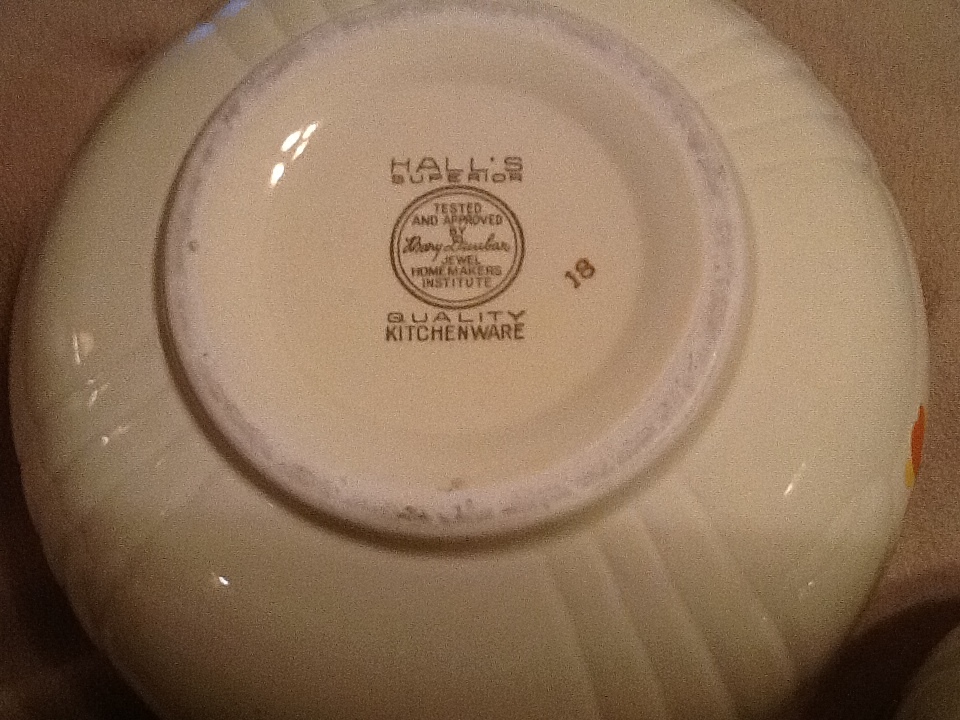 HALL'S
SUPERIOR
TESTED
AND APPROVED
BY
Mary Dunbar
JEWEL
HOMEMAKERS
INSTITUTE
QUALITY
KITCHENWARE
18